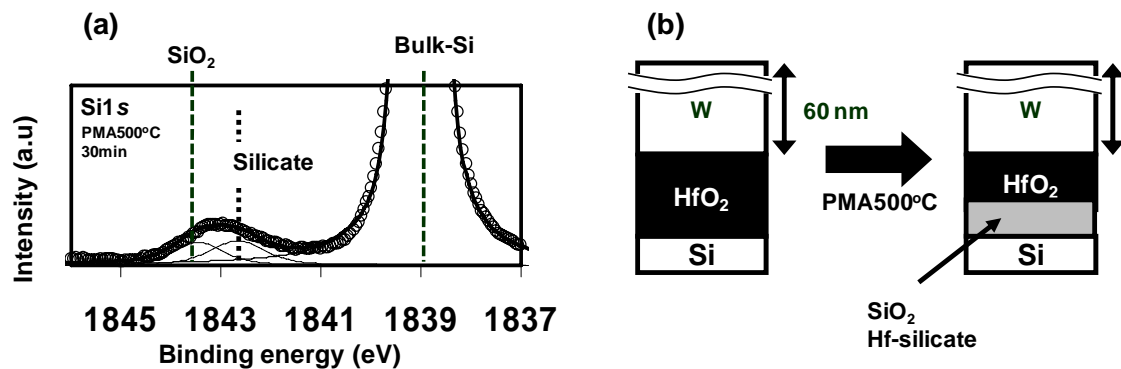 (a)
SiO₂
Bulk-Si
Si1s
PMA500°C
30min
Silicate
Intensity (a.u)
1845 1843 1841 1839 1837
Binding energy (eV)
(b)
W
60 nm
HfO₂
Si
PMA500°C
W
HfO₂
Si
SiO₂
Hf-silicate